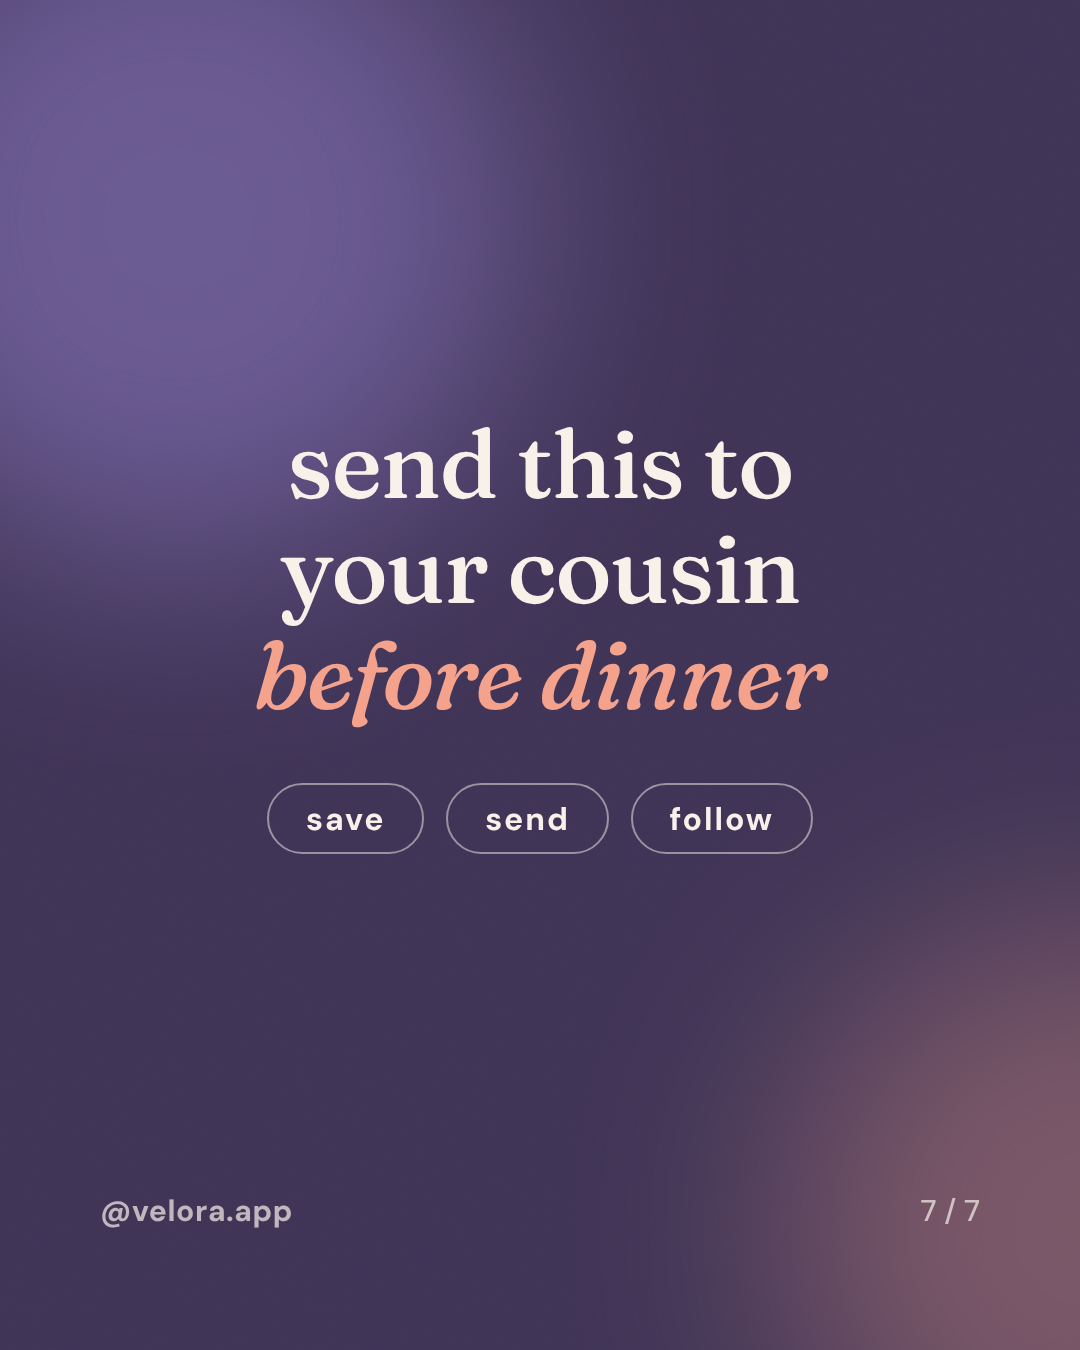 send this to
your cousin
before dinner
save send follow
@velora.app 7 / 7